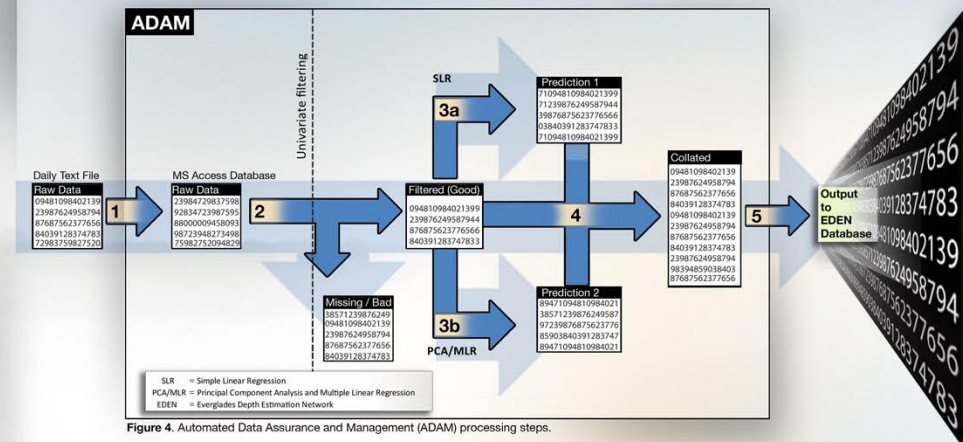 ADAM
Univariate filtering
SLR
3a
Prediction 1
71094810984021399
71239876249587944
39876875623776566
03840391283747833
71094810984021399
Daily Text File
Raw Data
09481098402139
23987624958794
87687562377656
84039128374783
72983759827520
1
MS Access Database
Raw Data
23984729837598
92834723987595
88000009458093
98723948273498
75982752094829
2
Filtered (Good)
094810984021399
239876249587944
87687562377656 6
84039128374783 3
4
Collated
09481098402139
23987624958794
87687562377656
84039128374783
09481098402139
23987624958794
87687562377656
84039128374783
23987624958794
98394859038403
87687562377656
5
Output
to
EDEN
Database
Missing / Bad
38571239876249
09481098402139
23987624958794
87687562377656
84039128374783
3b
PCA/MLR
Prediction 2
89471094810984021
38571239876249587
97239876875623776
85903840391283747
89471094810984021
SLR = Simple Linear Regression
PCA/MLR = Principal Component Analysis and Multiple Linear Regression
EDEN = Everglades Depth Estimation Network
Figure 4. Automated Data Assurance and Management (ADAM) processing steps.